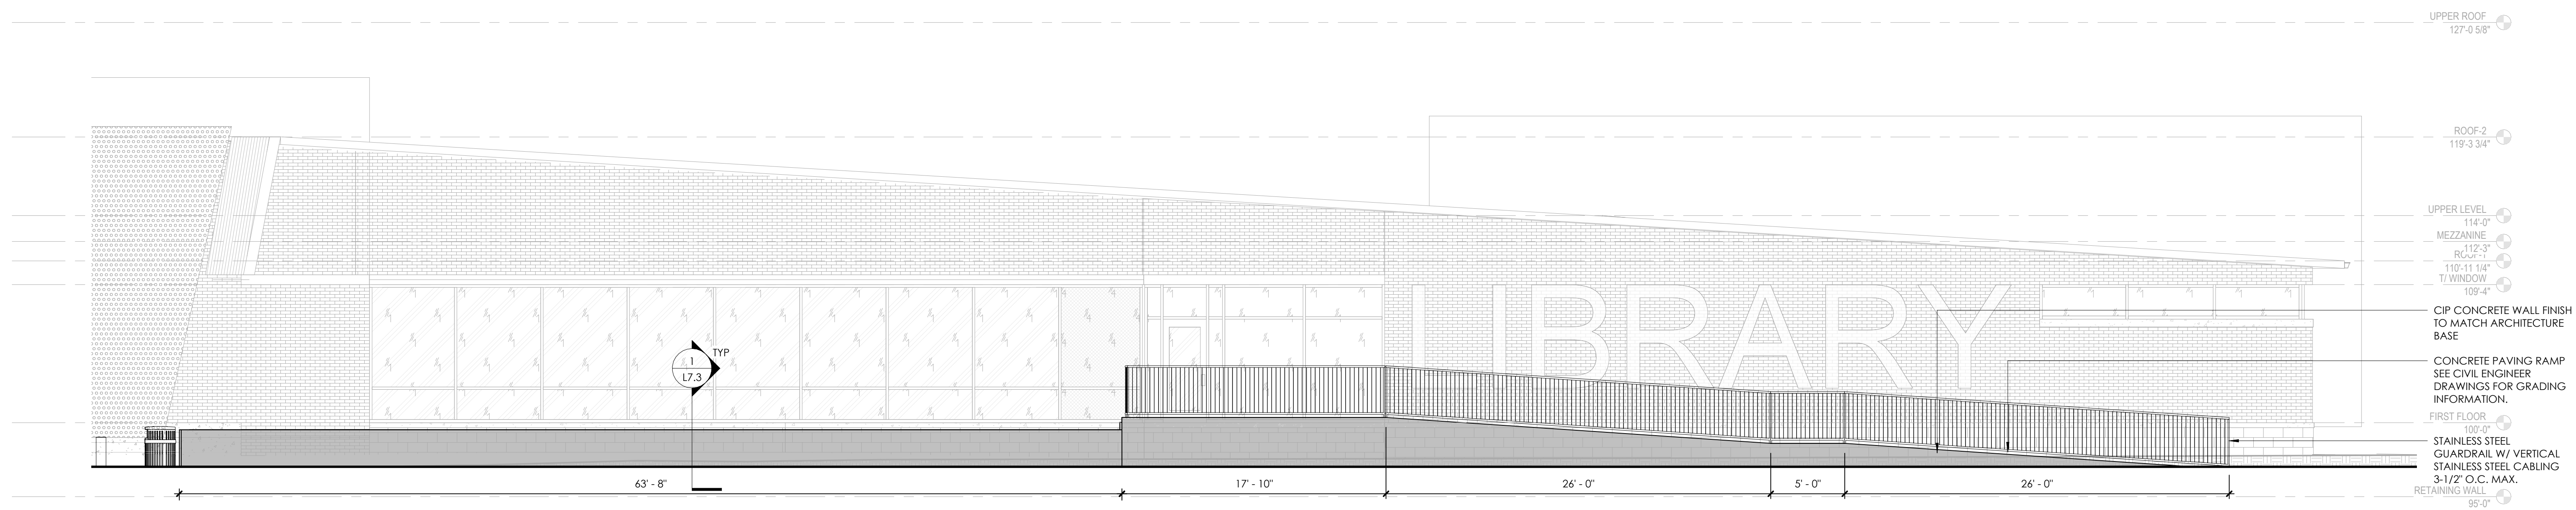 UPPER ROOF
127'-0 5/8"
ROOF-2
119'-3 3/4"
UPPER LEVEL
114'-0"
MEZZANINE
112'-3"
ROOF-1
110'-11 1/4"
T/ WINDOW
109'-4"
LIBRARY
CIP CONCRETE WALL FINISH
TO MATCH ARCHITECTURE
BASE
1
L7.3
TYP
CONCRETE PAVING RAMP
SEE CIVIL ENGINEER
DRAWINGS FOR GRADING
INFORMATION.
FIRST FLOOR
100'-0"
STAINLESS STEEL
GUARDRAIL W/ VERTICAL
STAINLESS STEEL CABLING
3-1/2" O.C. MAX.
63' - 8"
17' - 10"
26' - 0"
5' - 0"
26' - 0"
RETAINING WALL
95'-0"